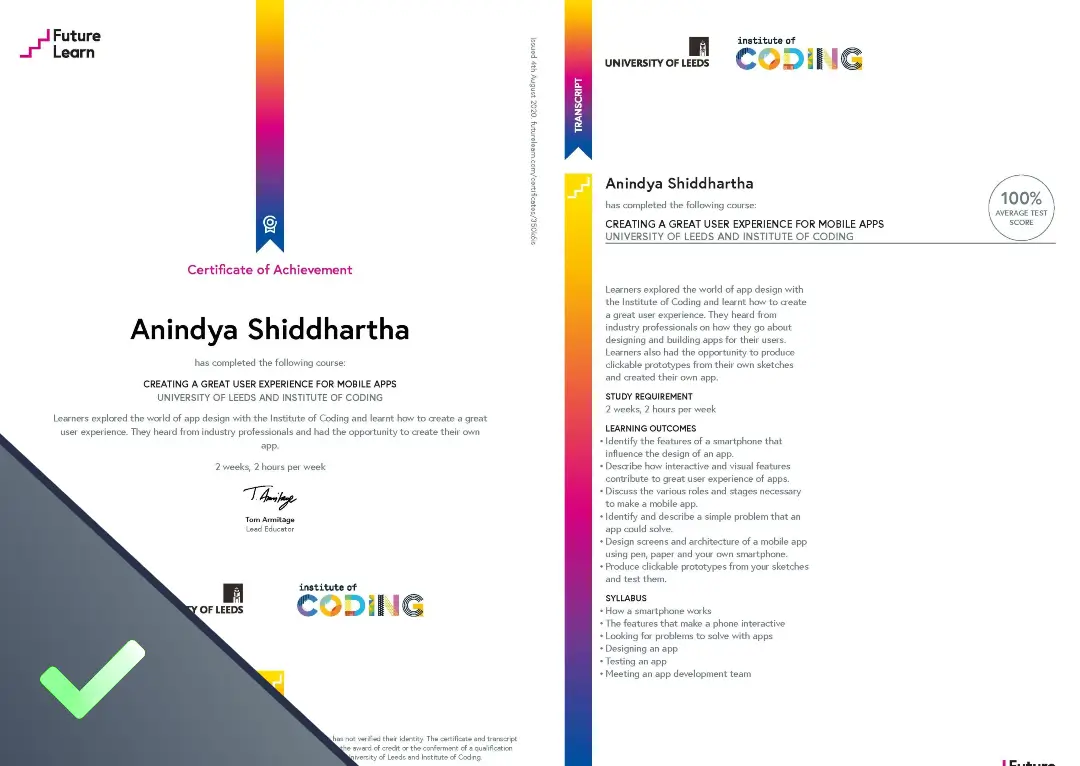 Future
Learn
Issued 4th August 2020. futurelearn.com/certificates/
Certificate of Achievement
Anindya Shiddhartha
has completed the following course:
CREATING A GREAT USER EXPERIENCE FOR MOBILE APPS
UNIVERSITY OF LEEDS AND INSTITUTE OF CODING
Learners explored the world of app design with the Institute of Coding and learnt how to create a great
user experience. They heard from industry professionals and had the opportunity to create their own
app.
2 weeks, 2 hours per week
T. Armitage
Tom Armitage
Lead Educator
OF LEEDS
institute of
CODING
has not verified their identity. The certificate and transcript
the award of credit or the conferment of a qualification
University of Leeds and Institute of Coding.
TRANSCRIPT
UNIVERSITY OF LEEDS
institute of
CODING
Anindya Shiddhartha
has completed the following course:
CREATING A GREAT USER EXPERIENCE FOR MOBILE APPS
UNIVERSITY OF LEEDS AND INSTITUTE OF CODING
100%
AVERAGE TEST
SCORE
Learners explored the world of app design with
the Institute of Coding and learnt how to create
a great user experience. They heard from
industry professionals on how they go about
designing and building apps for their users.
Learners also had the opportunity to produce
clickable prototypes from their own sketches
and created their own app.
STUDY REQUIREMENT
2 weeks, 2 hours per week
LEARNING OUTCOMES
• Identify the features of a smartphone that
influence the design of an app.
• Describe how interactive and visual features
contribute to great user experience of apps.
• Discuss the various roles and stages necessary
to make a mobile app.
• Identify and describe a simple problem that an
app could solve.
• Design screens and architecture of a mobile app
using pen, paper and your own smartphone.
• Produce clickable prototypes from your sketches
and test them.
SYLLABUS
• How a smartphone works
• The features that make a phone interactive
• Looking for problems to solve with apps
• Designing an app
• Testing an app
• Meeting an app development team
Future